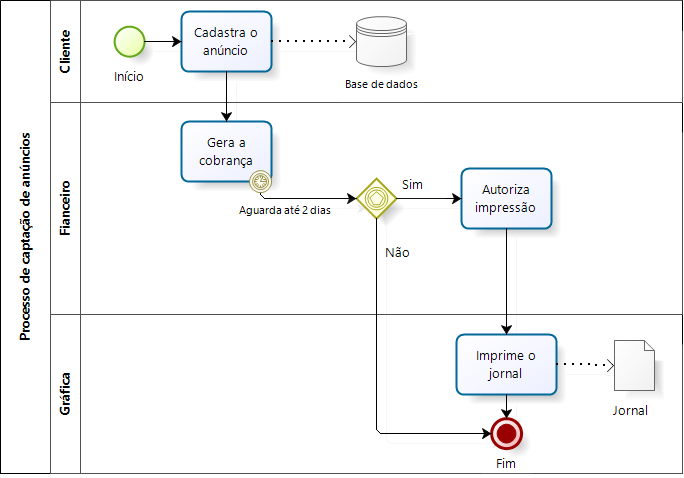 Processo de captação de anúncios
Cliente
Início
Cadastra o
anúncio
Base de dados
Fianceiro
Gera a
cobrança
Aguarda até 2 dias
Sim
Não
Autoriza
impressão
Gráfica
Imprime o
jornal
Jornal
Fim